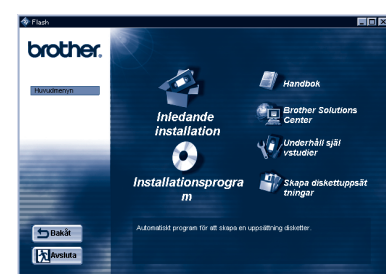 Flash
brother.
Huvudmenyn
Inledande
installation
Installationsprogra
m
Handbok
Brother Solutions
Center
Underhåll själ
vstudier
Skapa diskettuppsät
tningar
Automatiskt program för att skapa en uppsättning disketter.
Bakåt
Avsluta